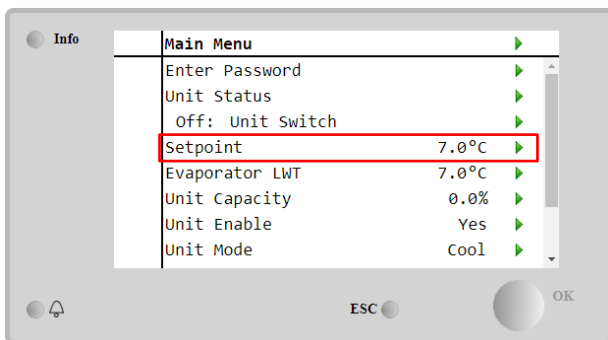 Info
Main Menu
Enter Password
Unit Status
Off: Unit Switch
Setpoint 7.0°C
Evaporator LWT 7.0°C
Unit Capacity 0.0%
Unit Enable Yes
Unit Mode Cool
ESC OK